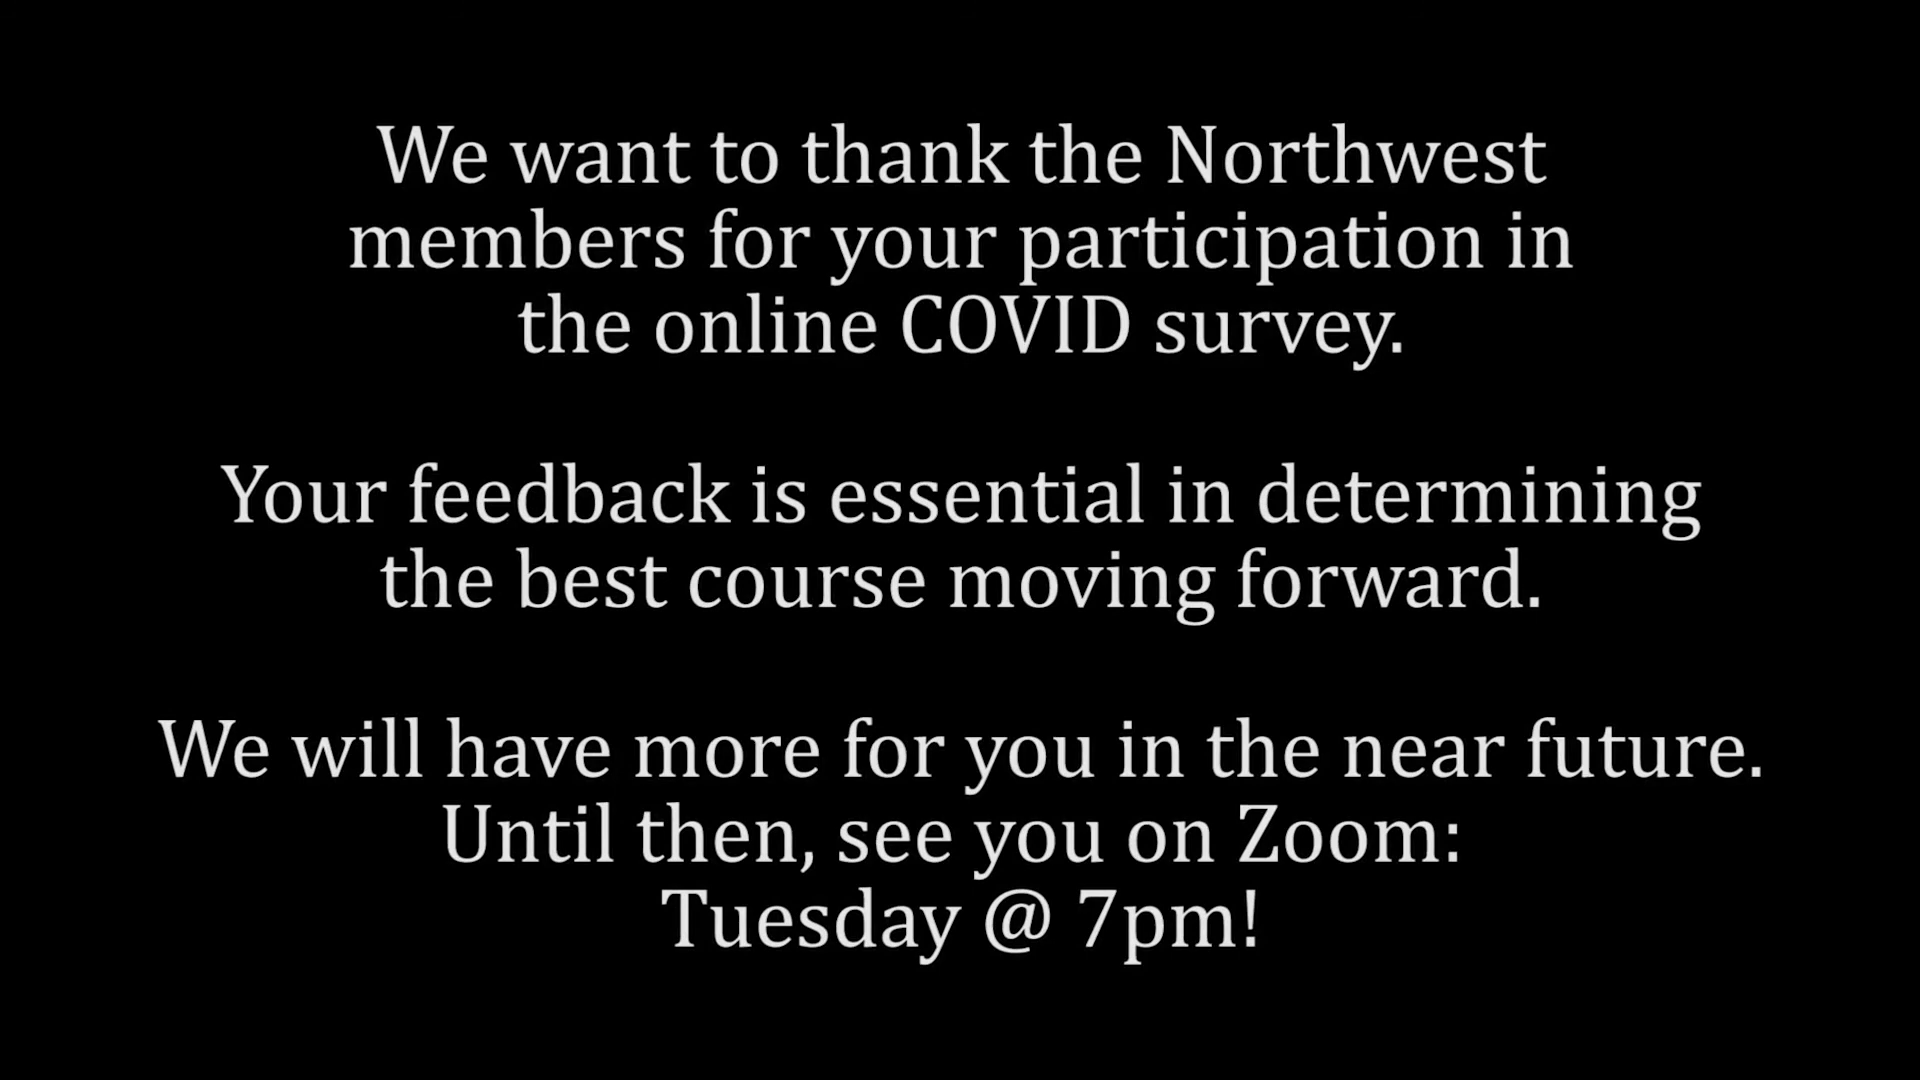 We want to thank the Northwest
members for your participation in
the online COVID survey.
Your feedback is essential in determining
the best course moving forward.
We will have more for you in the near future.
Until then, see you on Zoom:
Tuesday @ 7pm!